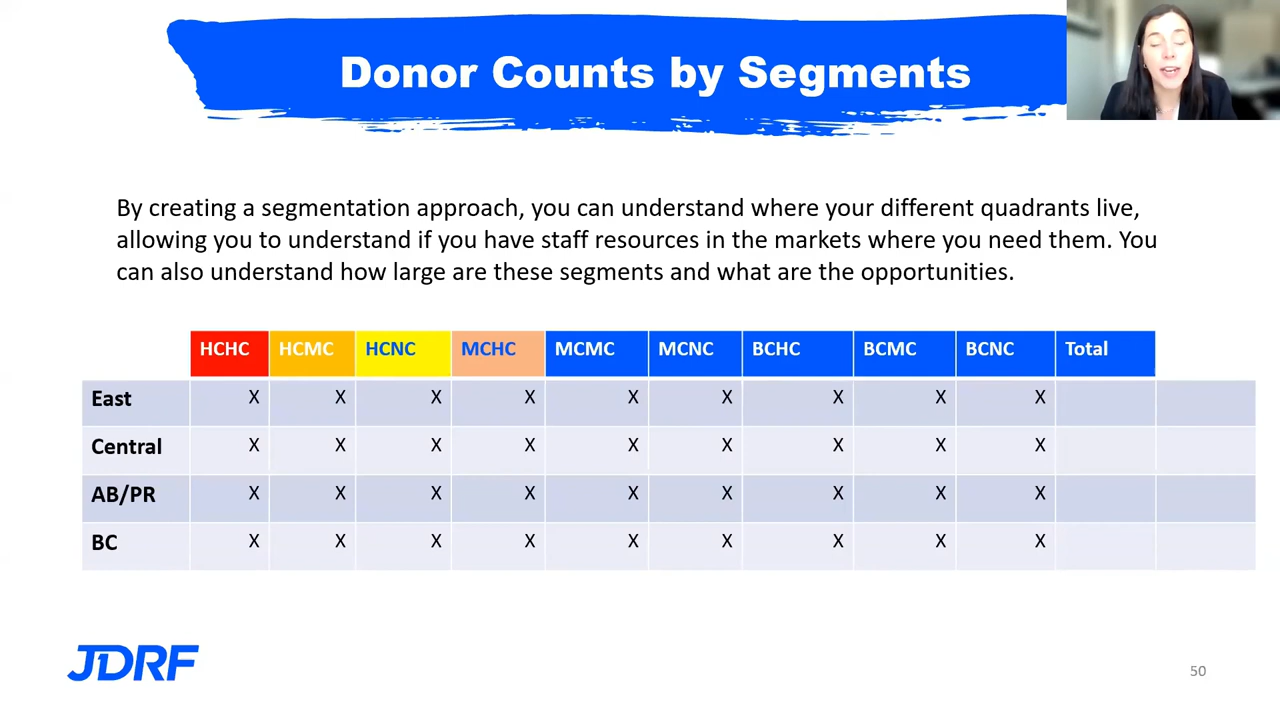 Donor Counts by Segments
By creating a segmentation approach, you can understand where your different quadrants live,
allowing you to understand if you have staff resources in the markets where you need them. You
can also understand how large are these segments and what are the opportunities.
HCHC HCMC HCNC MCHC MCMC MCNC BCHC BCMC BCNC Total
East X X X X X X X X X
Central X X X X X X X X X
AB/PR X X X X X X X X X
BC X X X X X X X X X
JDRF
50